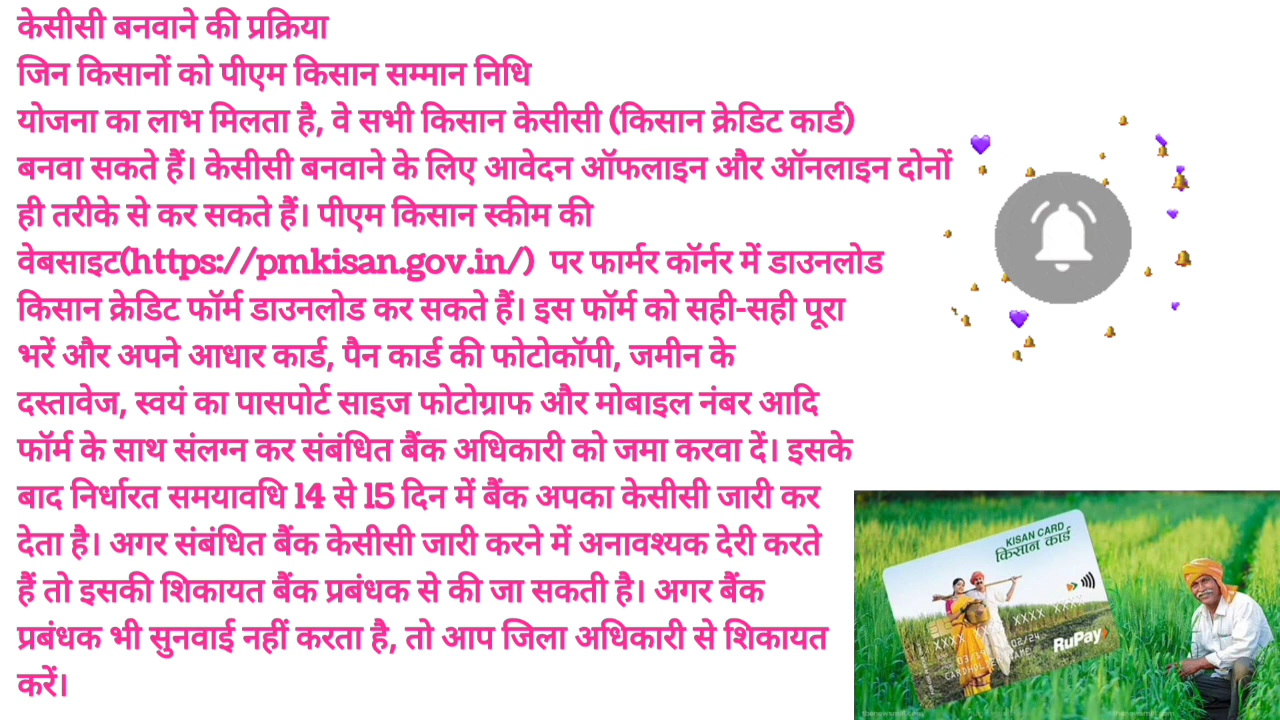 केसीसी बनवाने की प्रक्रिया
जिन किसानों को पीएम किसान सम्मान निधि
योजना का लाभ मिलता है, वे सभी किसान केसीसी (किसान क्रेडिट कार्ड)
बनवा सकते हैं। केसीसी बनवाने के लिए आवेदन ऑफलाइन और ऑनलाइन दोनों
ही तरीके से कर सकते हैं। पीएम किसान स्कीम की
वेबसाइट(https://pmkisan.gov.in/) पर फार्मर कॉर्नर में डाउनलोड
किसान क्रेडिट फॉर्म डाउनलोड कर सकते हैं। इस फॉर्म को सही-सही पूरा
भरें और अपने आधार कार्ड, पैन कार्ड की फोटोकॉपी, जमीन के
दस्तावेज, स्वयं का पासपोर्ट साइज फोटोग्राफ और मोबाइल नंबर आदि
फॉर्म के साथ संलग्न कर संबंधित बैंक अधिकारी को जमा करवा दें। इसके
बाद निर्धारत समयावधि 14 से 15 दिन में बैंक अपका केसीसी जारी कर
देता है। अगर संबंधित बैंक केसीसी जारी करने में अनावश्यक देरी करते
हैं तो इसकी शिकायत बैंक प्रबंधक से की जा सकती है। अगर बैंक
प्रबंधक भी सुनवाई नहीं करता है, तो आप जिला अधिकारी से शिकायत
करें।
KISAN CARD
किसान कार्ड
XXXX XXXX XXXX XXXX
RuPay